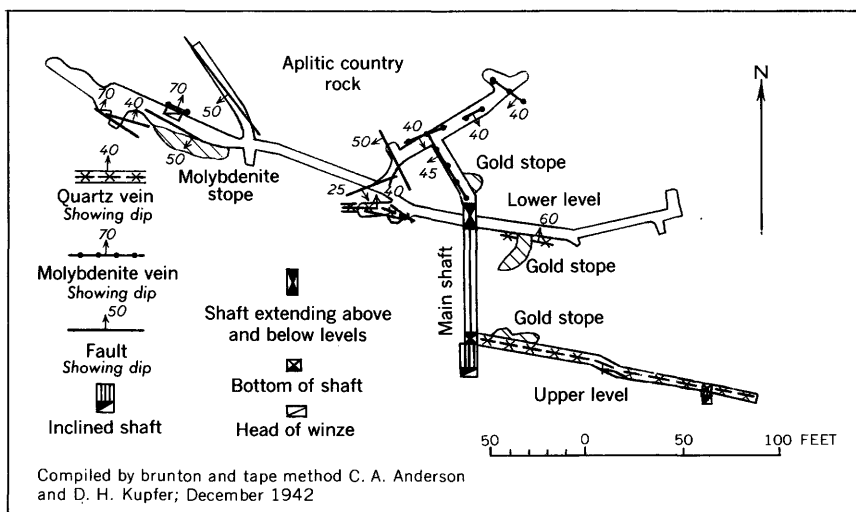 Aplitic country
rock
N
70
70
40
50
50
Molybdenite
stope
50
40
40
40
45
25
40
Gold stope
Lower level
60
Gold stope
Main shaft
Gold stope
Upper level
40
Quartz vein
Showing dip
70
Molybdenite vein
Showing dip
50
Fault
Showing dip
Inclined shaft
Shaft extending above
and below levels
Bottom of shaft
Head of winze
50 0 50 100 FEET
Compiled by brunton and tape method C. A. Anderson
and D. H. Kupfer; December 1942